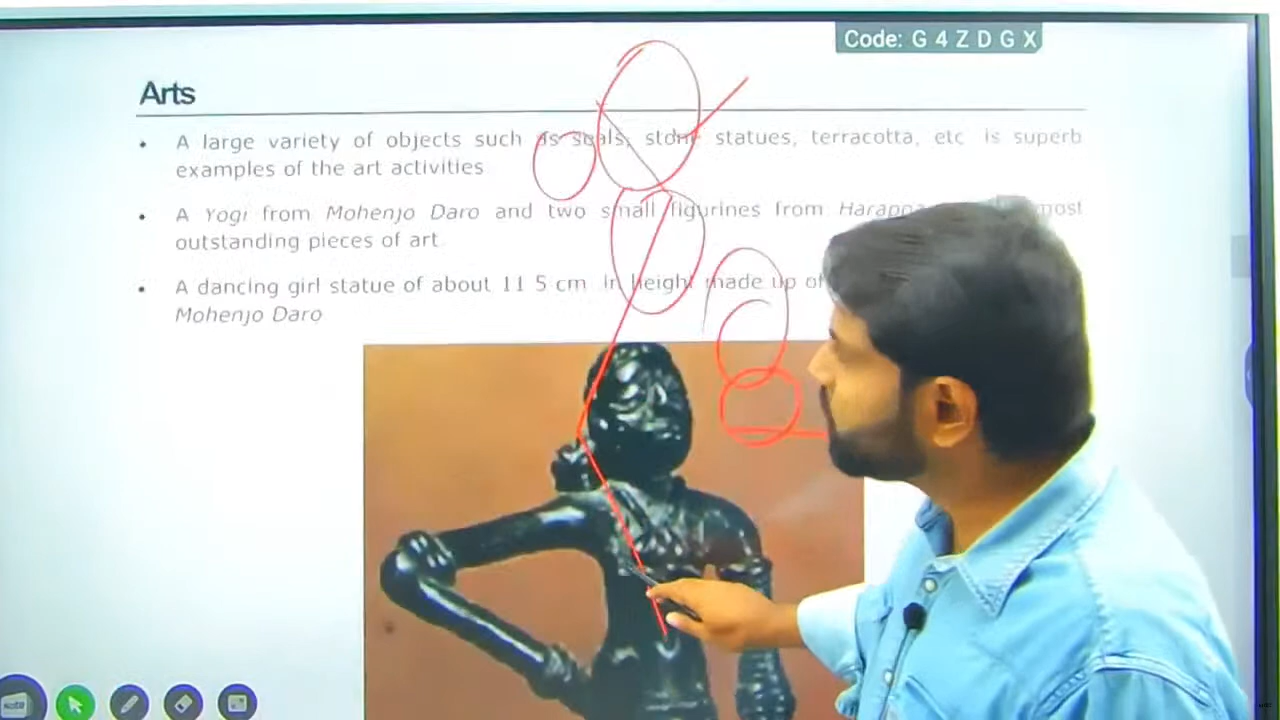 Code: G 4 Z D G X
Arts
• A large variety of objects such as seals, stone statues, terracotta, etc is superb
examples of the art activities
• A Yogi from Mohenjo Daro and two small figurines from most
outstanding pieces of art.
• A dancing girl statue of about 11 5 cm In height made up of
Mohenjo Daro